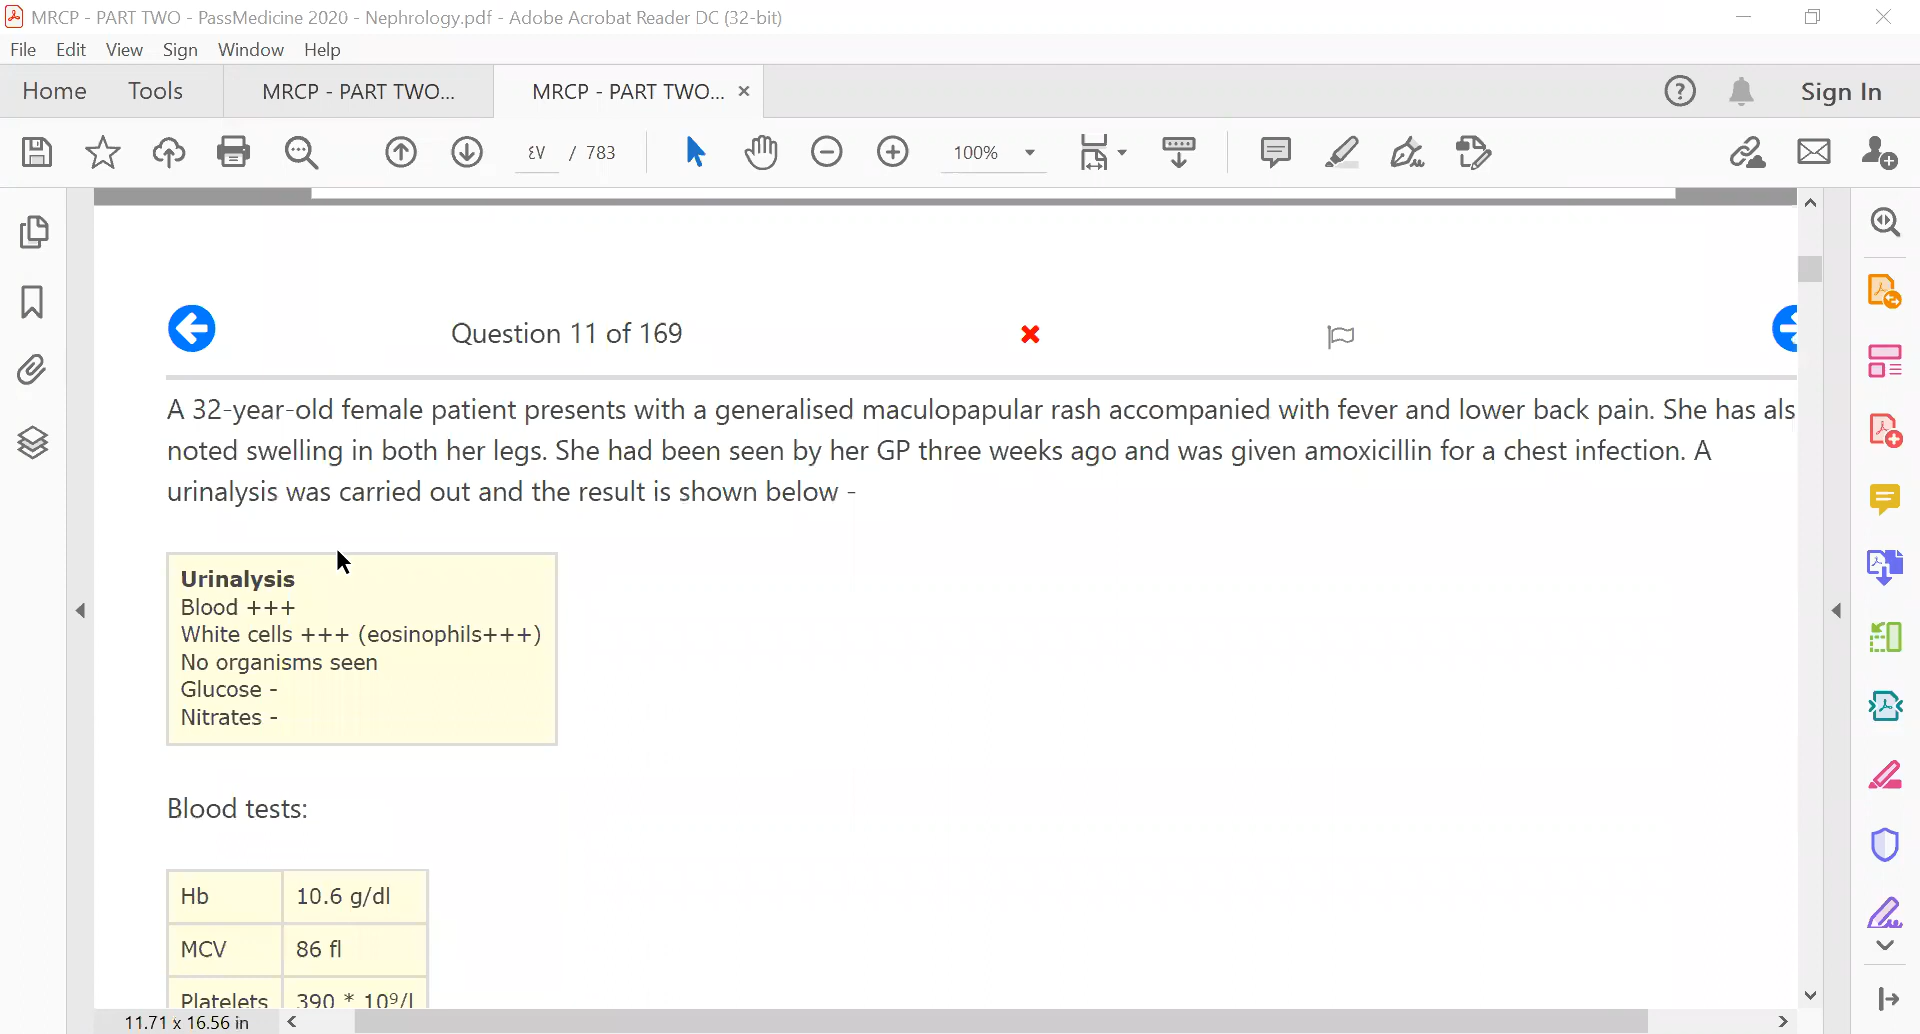 MRCP - PART TWO - PassMedicine 2020 - Nephrology.pdf - Adobe Acrobat Reader DC (32-bit)
File Edit View Sign Window Help
Home Tools MRCP - PART TWO... MRCP - PART TWO... × Sign In
٤٧ / 783 100%
Question 11 of 169
A 32-year-old female patient presents with a generalised maculopapular rash accompanied with fever and lower back pain. She has als
noted swelling in both her legs. She had been seen by her GP three weeks ago and was given amoxicillin for a chest infection. A
urinalysis was carried out and the result is shown below -
Urinalysis
Blood +++
White cells +++ (eosinophils+++)
No organisms seen
Glucose -
Nitrates -
Blood tests:
Hb 10.6 g/dl
MCV 86 fl
Platelets 390 * 10⁹/l
11.71 x 16.56 in